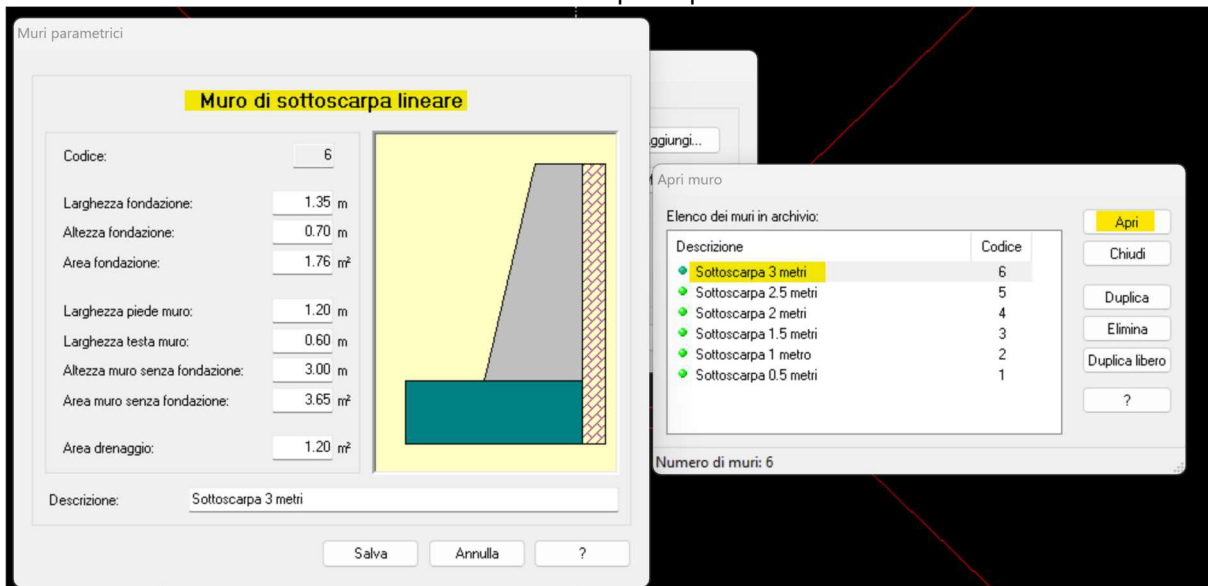 Muri parametrici
Muro di sottoscarpa lineare
Codice: 6
Larghezza fondazione: 1.35 m
Altezza fondazione: 0.70 m
Area fondazione: 1.76 m²
Larghezza piede muro: 1.20 m
Larghezza testa muro: 0.60 m
Altezza muro senza fondazione: 3.00 m
Area muro senza fondazione: 3.65 m²
Area drenaggio: 1.20 m²
Descrizione: Sottoscarpa 3 metri
Salva Annulla ?
ggiungi...
Apri muro
Elenco dei muri in archivio:
Descrizione Codice
Sottoscarpa 3 metri 6
Sottoscarpa 2.5 metri 5
Sottoscarpa 2 metri 4
Sottoscarpa 1.5 metri 3
Sottoscarpa 1 metro 2
Sottoscarpa 0.5 metri 1
Apri
Chiudi
Duplica
Elimina
Duplica libero
?
Numero di muri: 6